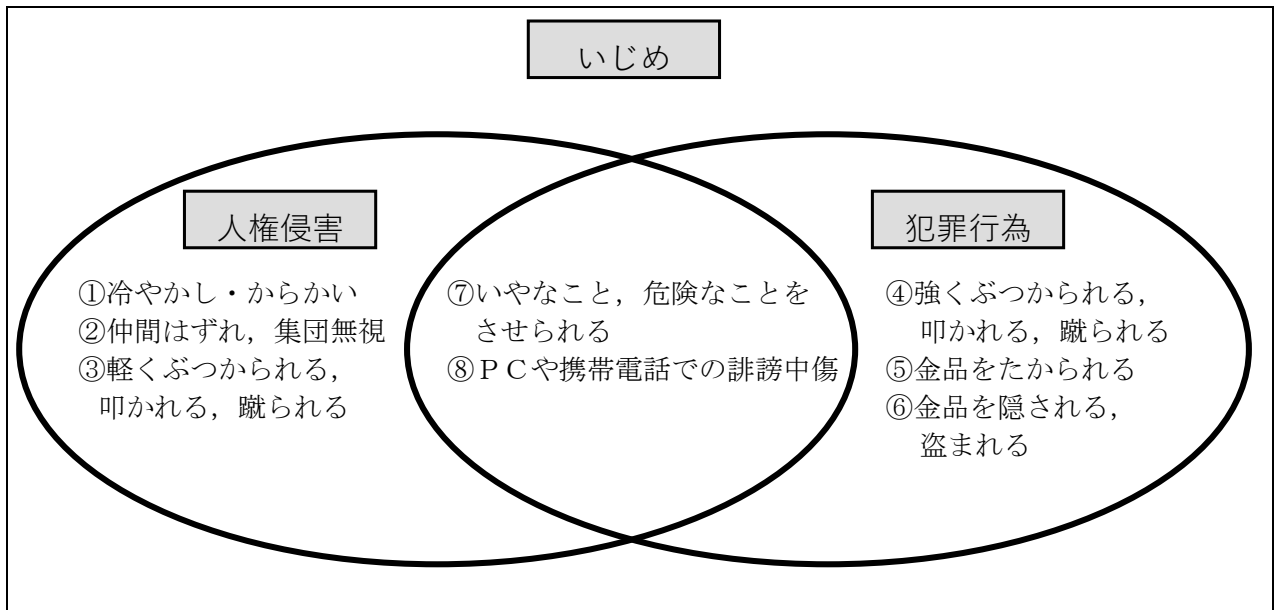 いじめ
人権侵害
①冷やかし・からかい
②仲間はずれ，集団無視
③軽くぶつかられる，
叩かれる，蹴られる
⑦いやなこと，危険なことを
させられる
⑧ＰＣや携帯電話での誹謗中傷
犯罪行為
④強くぶつかられる，
叩かれる，蹴られる
⑤金品をたかられる
⑥金品を隠される，
盗まれる